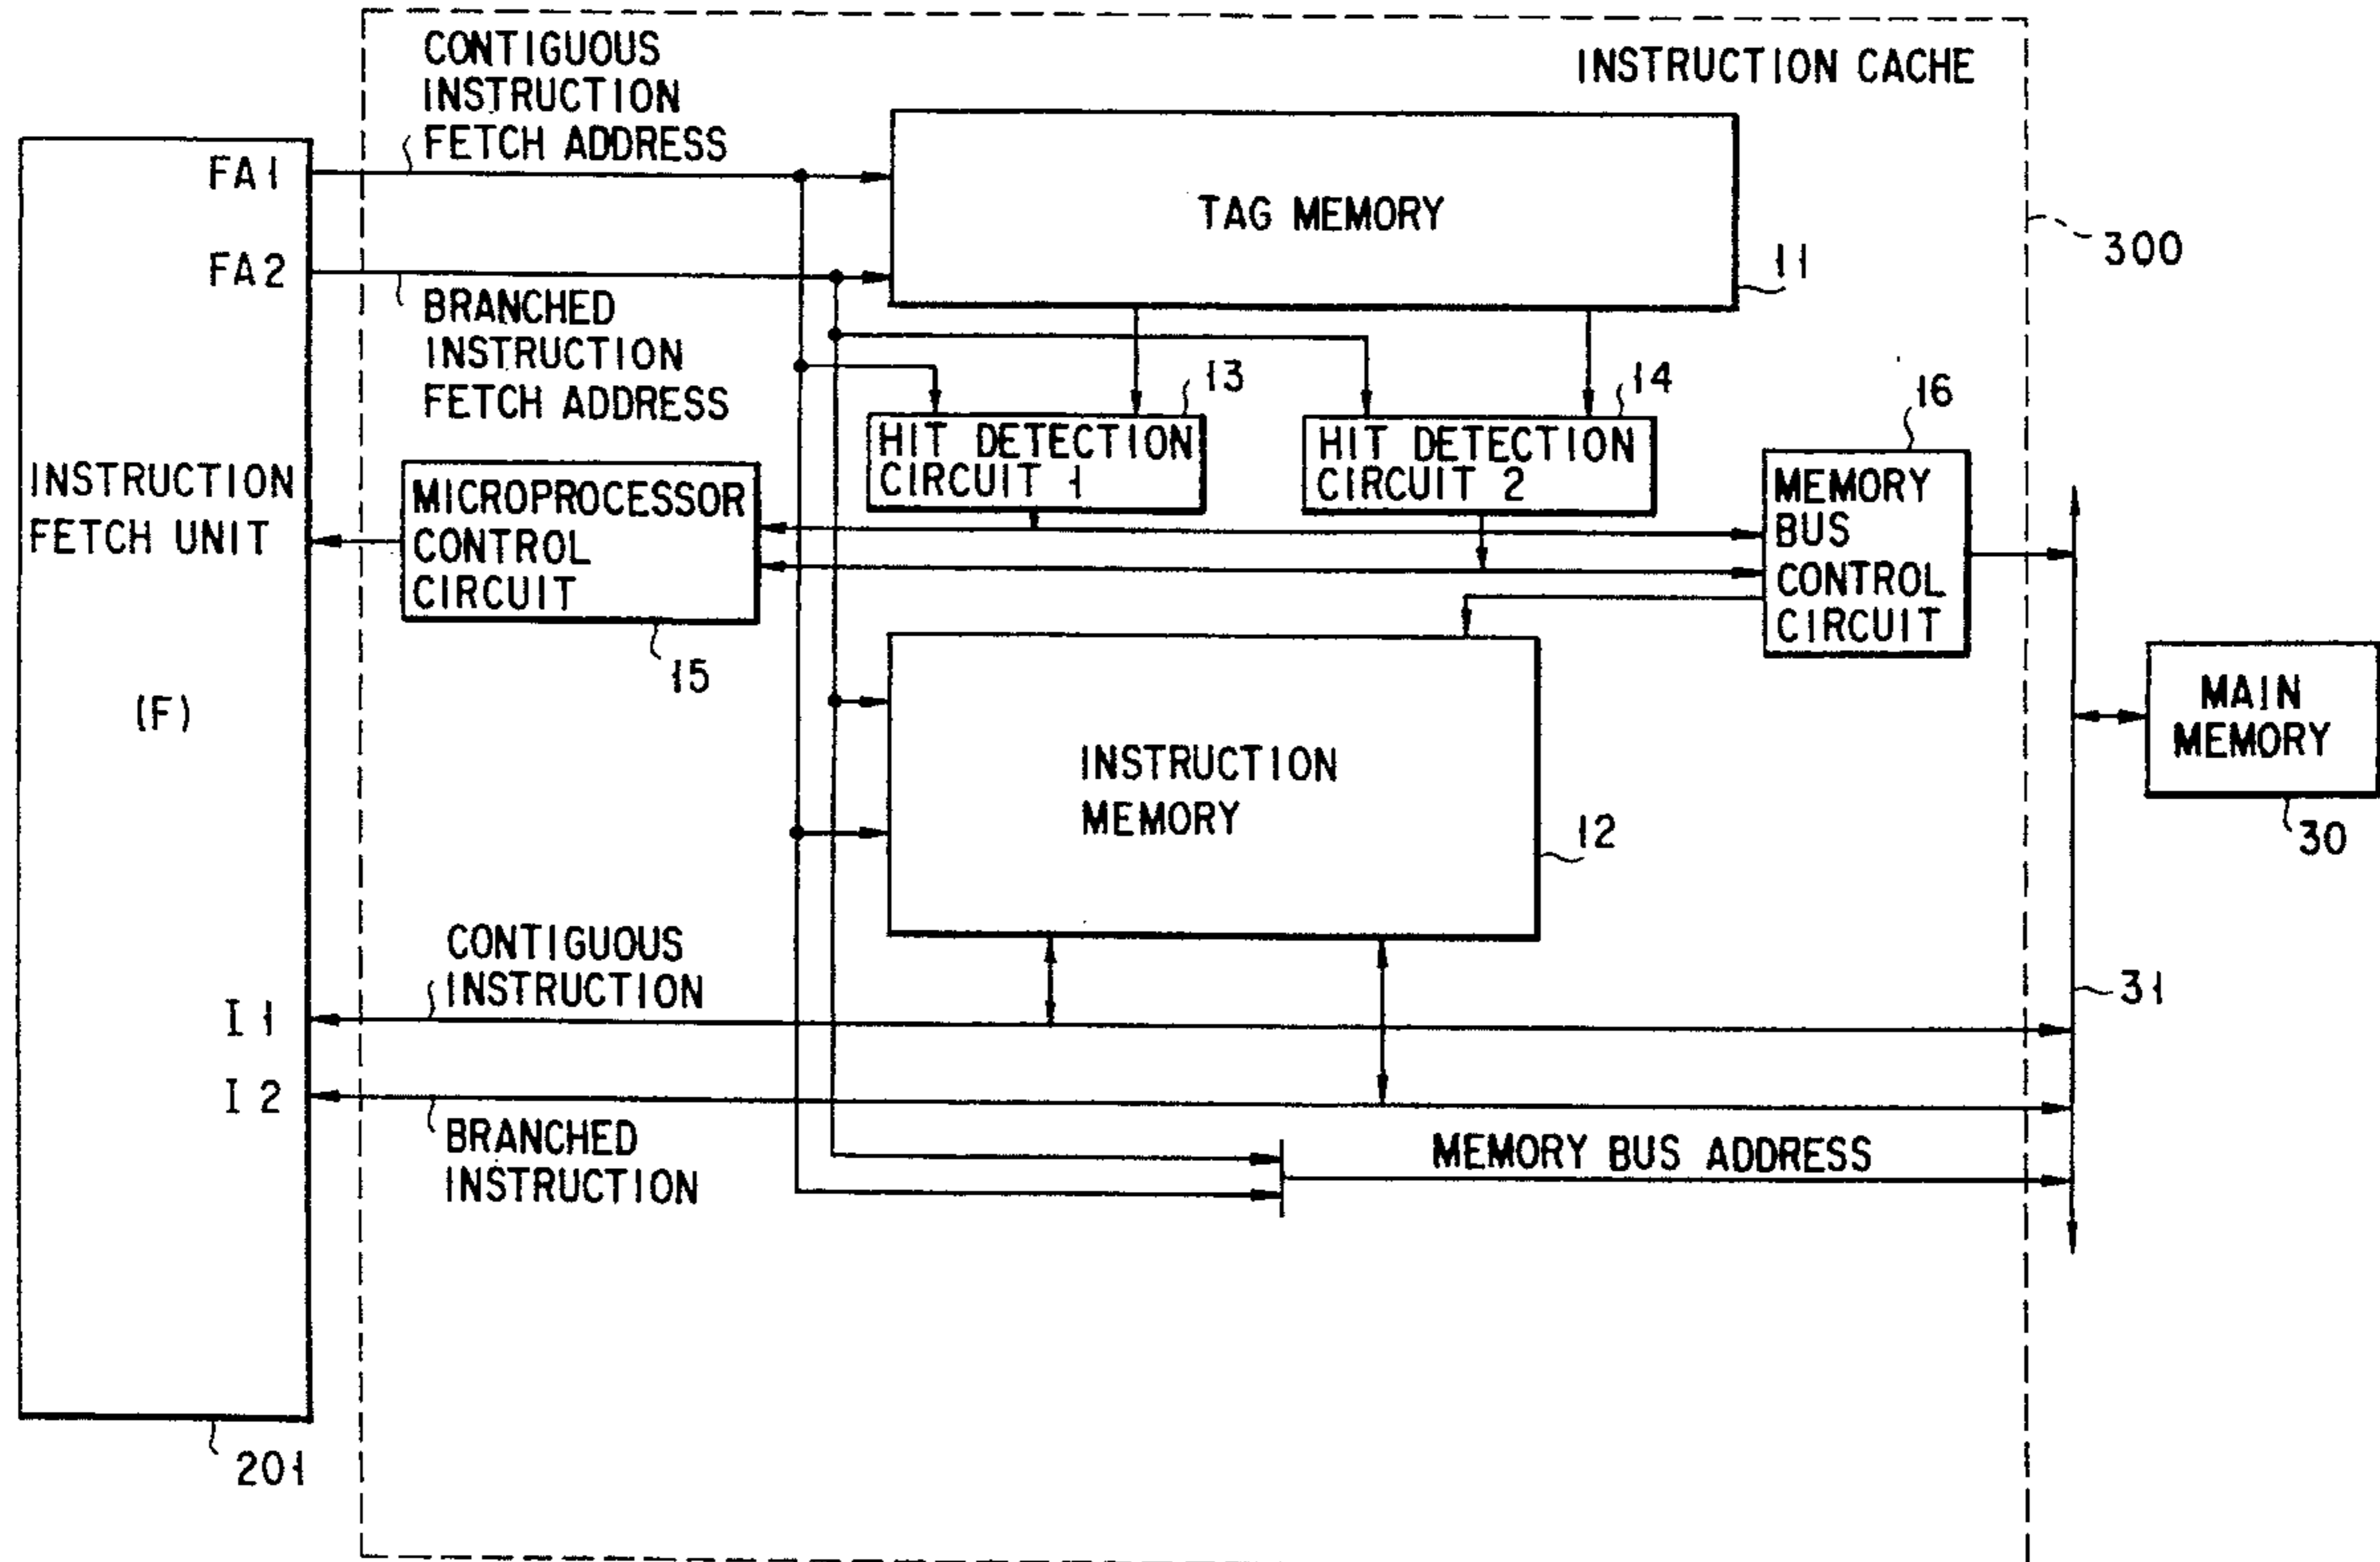 INSTRUCTION CACHE
300
CONTIGUOUS
INSTRUCTION
FETCH ADDRESS
FA1
FA2
BRANCHED
INSTRUCTION
FETCH ADDRESS
TAG MEMORY
11
HIT DETECTION
CIRCUIT 1
13
HIT DETECTION
CIRCUIT 2
14
16
MEMORY
BUS
CONTROL
CIRCUIT
INSTRUCTION
FETCH UNIT
(F)
MICROPROCESSOR
CONTROL
CIRCUIT
15
INSTRUCTION
MEMORY
12
MAIN
MEMORY
30
31
CONTIGUOUS
INSTRUCTION
I1
I2
BRANCHED
INSTRUCTION
MEMORY BUS ADDRESS
201